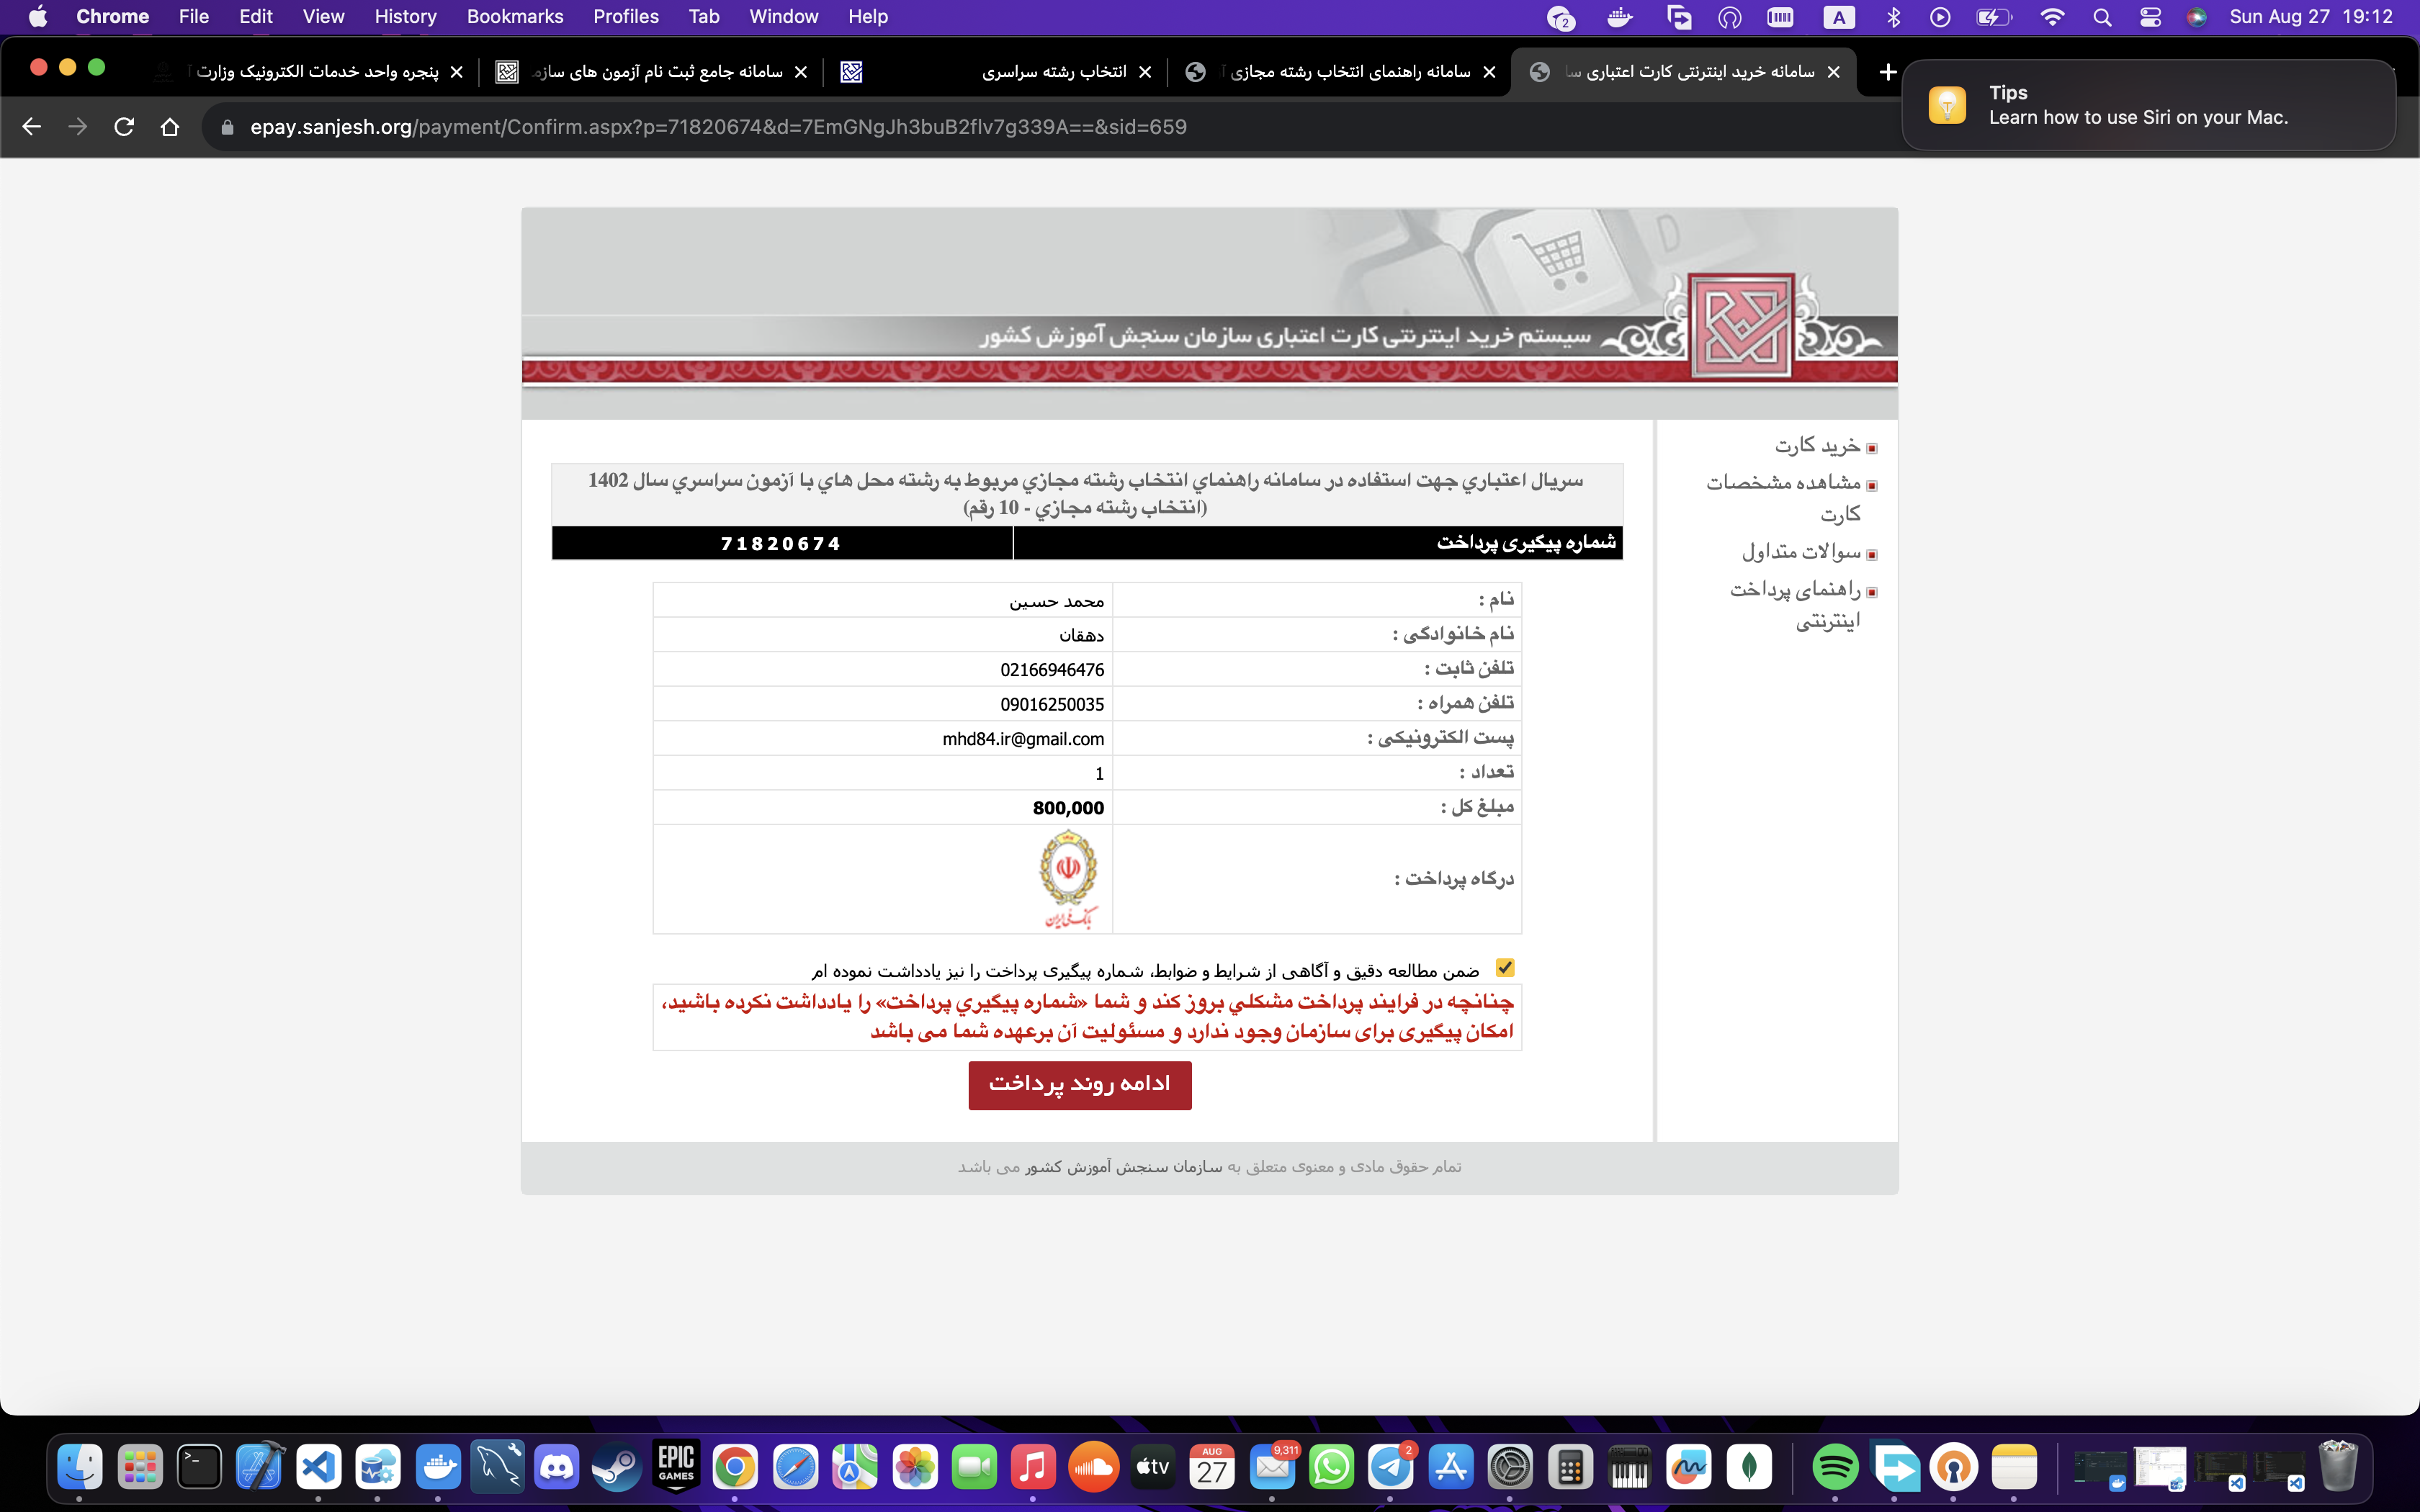 Chrome File Edit View History Bookmarks Profiles Tab Window Help
2 A Sun Aug 27 19:12
پنجره واحد خدمات الکترونیک وزارت
سامانه جامع ثبت نام آزمون های سازم
انتخاب رشته سراسری
سامانه راهنمای انتخاب رشته مجازی
سامانه خرید اینترنتی کارت اعتباری سا
Tips
Learn how to use Siri on your Mac.
epay.sanjesh.org/payment/Confirm.aspx?p=71820674&d=7EmGNgJh3buB2flv7g339A==&sid=659
سیستم خرید اینترنتی کارت اعتباری سازمان سنجش آموزش کشور
خرید کارت
مشاهده مشخصات
کارت
سوالات متداول
راهنمای پرداخت
اینترنتی
سريال اعتباري جهت استفاده در سامانه راهنماي انتخاب رشته مجازي مربوط به رشته محل هاي با آزمون سراسري سال 1402
(انتخاب رشته مجازي - 10 رقم)
شماره پیگیری پرداخت 71820674
نام : محمد حسین
نام خانوادگی : دهقان
تلفن ثابت : 02166946476
تلفن همراه : 09016250035
پست الکترونیکی : mhd84.ir@gmail.com
تعداد : 1
مبلغ کل : 800,000
درگاه پرداخت :
بانک ملی ایران
ضمن مطالعه دقیق و آگاهی از شرایط و ضوابط، شماره پیگیری پرداخت را نیز یادداشت نموده ام
چنانچه در فرایند پرداخت مشکلي بروز کند و شما «شماره پیگيري پرداخت» را یادداشت نکرده باشید،
امکان پیگیری برای سازمان وجود ندارد و مسئولیت آن برعهده شما می باشد
ادامه روند پرداخت
تمام حقوق مادی و معنوی متعلق به سازمان سنجش آموزش کشور می باشد
EPIC
GAMES
tv
AUG
27
9,311
2